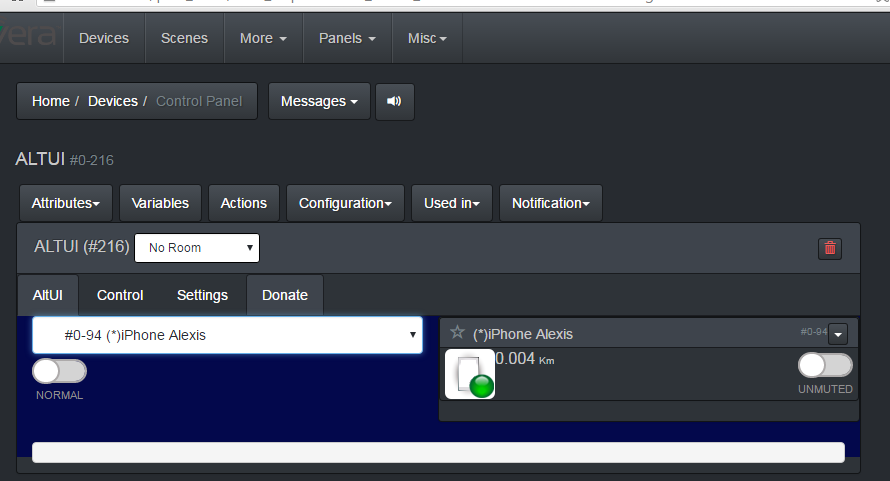 vera Devices Scenes More Panels Misc
Home / Devices / Control Panel Messages
ALTUI #0-216
Attributes Variables Actions Configuration Used in Notification
ALTUI (#216) No Room
AltUI Control Settings Donate
#0-94 (*)iPhone Alexis
(*)iPhone Alexis #0-94
0.004 Km
NORMAL
UNMUTED